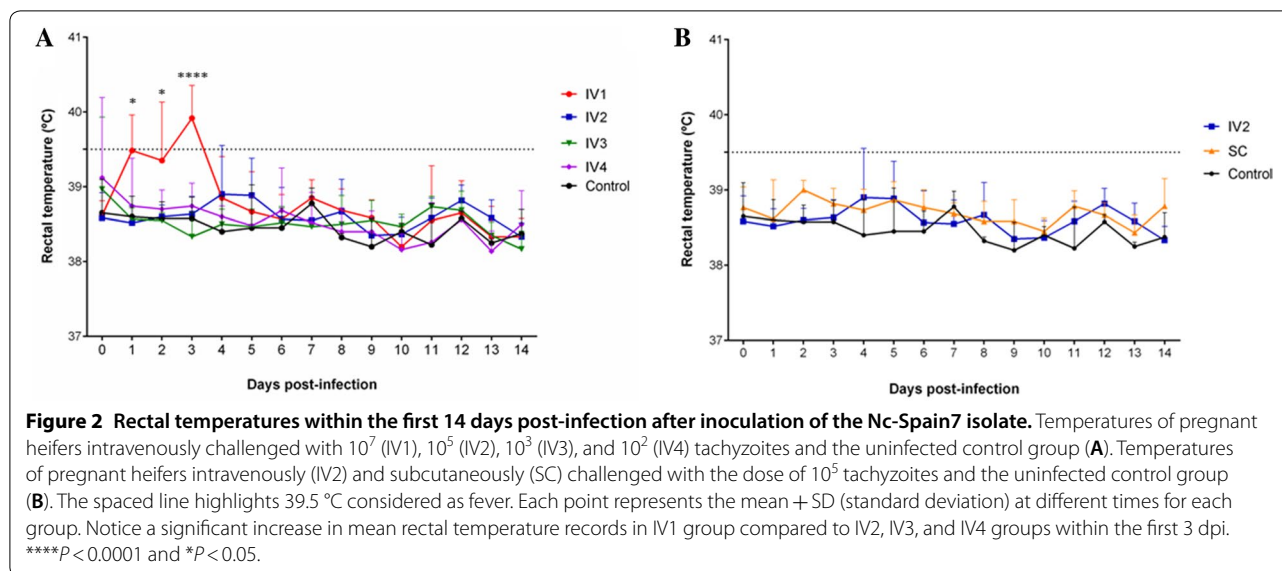 A
B
41
40
39
38
37
Rectal temperature (ºC)
* * ****
IV1
IV2
IV3
IV4
Control
0 1 2 3 4 5 6 7 8 9 10 11 12 13 14
Days post-infection
41
40
39
38
37
Rectal temperature (ºC)
IV2
SC
Control
0 1 2 3 4 5 6 7 8 9 10 11 12 13 14
Days post-infection
Figure 2 Rectal temperatures within the first 14 days post-infection after inoculation of the Nc-Spain7 isolate. Temperatures of pregnant
heifers intravenously challenged with 10⁷ (IV1), 10⁵ (IV2), 10³ (IV3), and 10² (IV4) tachyzoites and the uninfected control group (A). Temperatures
of pregnant heifers intravenously (IV2) and subcutaneously (SC) challenged with the dose of 10⁵ tachyzoites and the uninfected control group
(B). The spaced line highlights 39.5 °C considered as fever. Each point represents the mean + SD (standard deviation) at different times for each
group. Notice a significant increase in mean rectal temperature records in IV1 group compared to IV2, IV3, and IV4 groups within the first 3 dpi.
****P < 0.0001 and *P < 0.05.